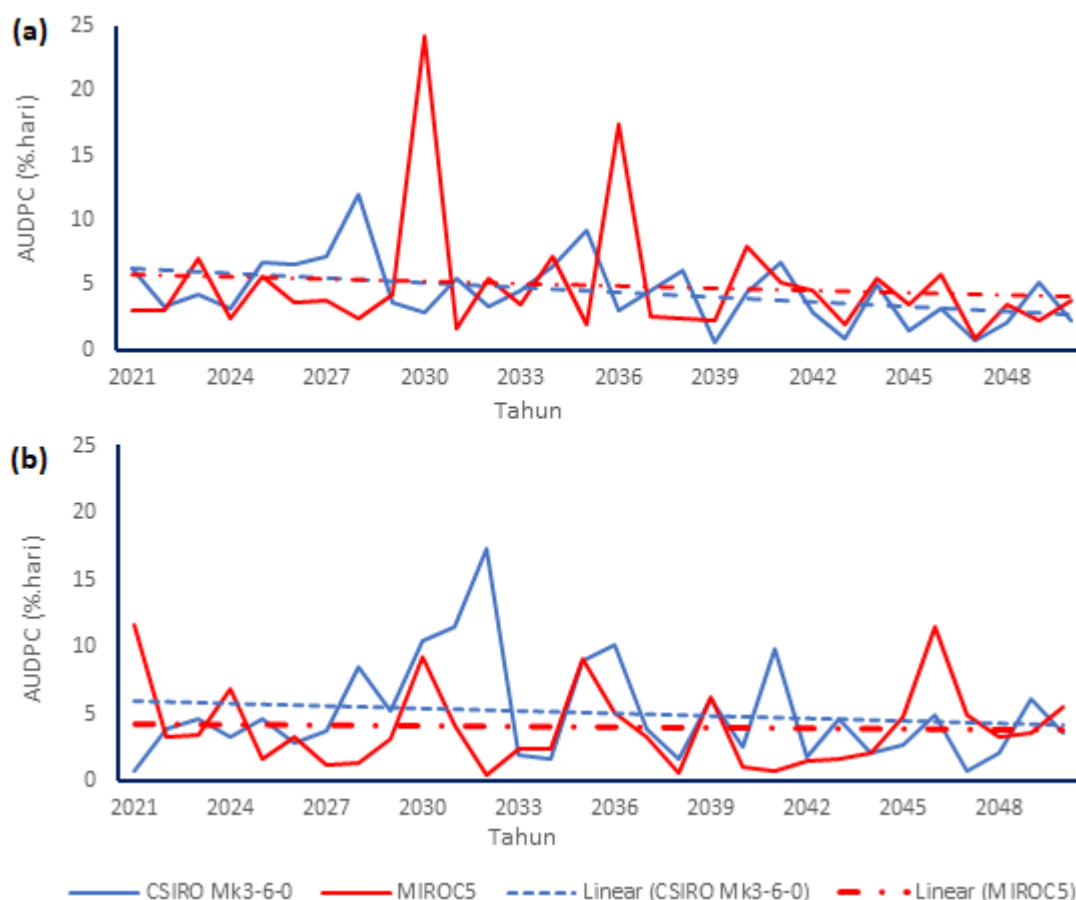 (a)
AUDPC (%.hari)
25
20
15
10
5
0
2021 2024 2027 2030 2033 2036 2039 2042 2045 2048
Tahun
(b)
AUDPC (%.hari)
25
20
15
10
5
0
2021 2024 2027 2030 2033 2036 2039 2042 2045 2048
Tahun
CSIRO Mk3-6-0 MIROC5 Linear (CSIRO Mk3-6-0) Linear (MIROC5)